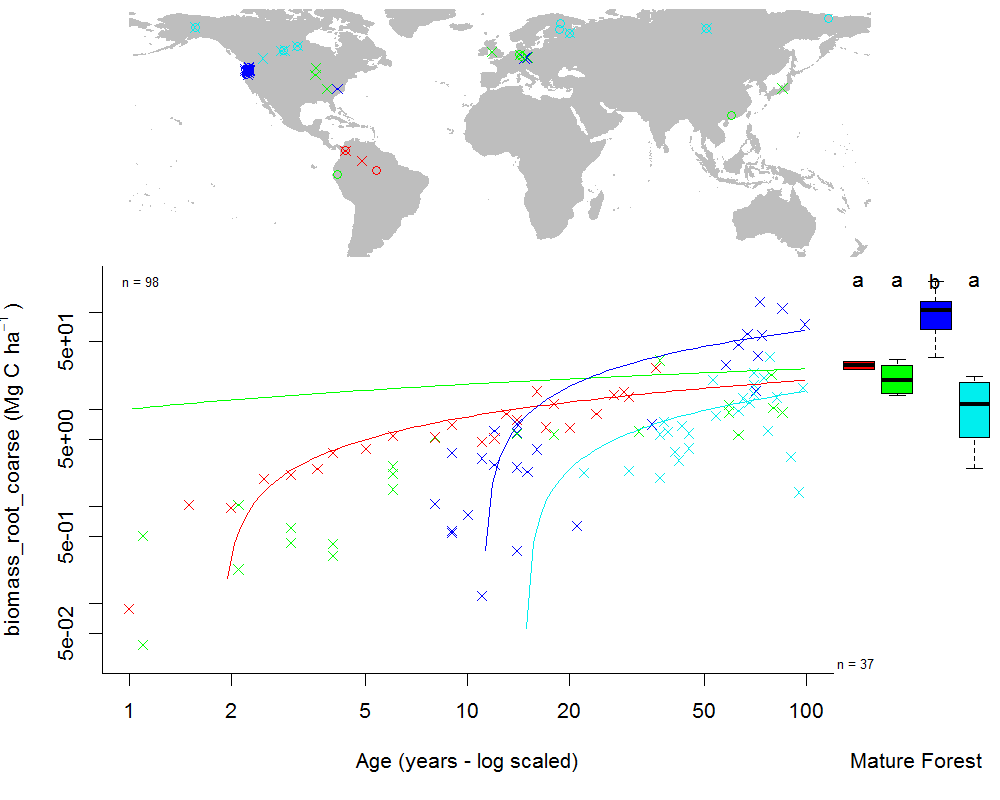 n = 98
a a b a
biomass_root_coarse (Mg C ha⁻¹)
5e+01
5e+00
5e-01
5e-02
n = 37
1 2 5 10 20 50 100
Age (years - log scaled)
Mature Forest